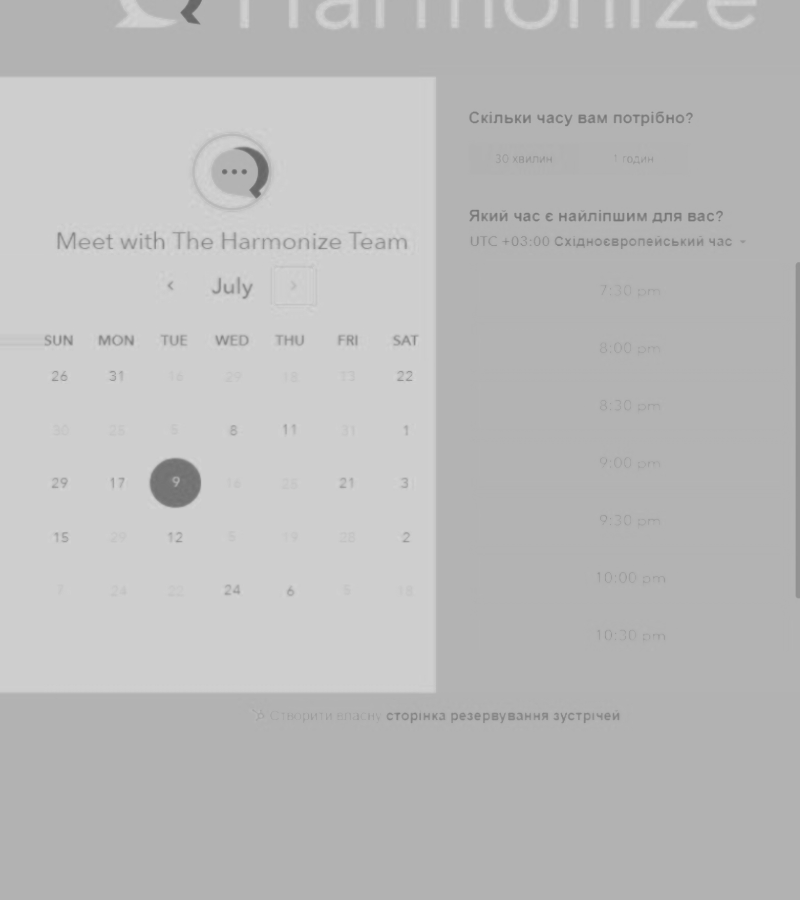 Harmonize
Meet with The Harmonize Team
July
SUN MON TUE WED THU FRI SAT
26 31 16 29 18 13 22
30 25 5 8 11 31 1
29 17 9 16 28 21 3
15 29 12 5 19 28 2
24 22 24 6 5 18
Скільки часу вам потрібно?
30 хвилин 1 годин
Який час є найліпшим для вас?
UTC +03:00 Східноєвропейський час
7:30 pm
8:00 pm
8:30 pm
9:00 pm
9:30 pm
10:00 pm
10:30 pm
Створити власну сторінка резервування зустрічей